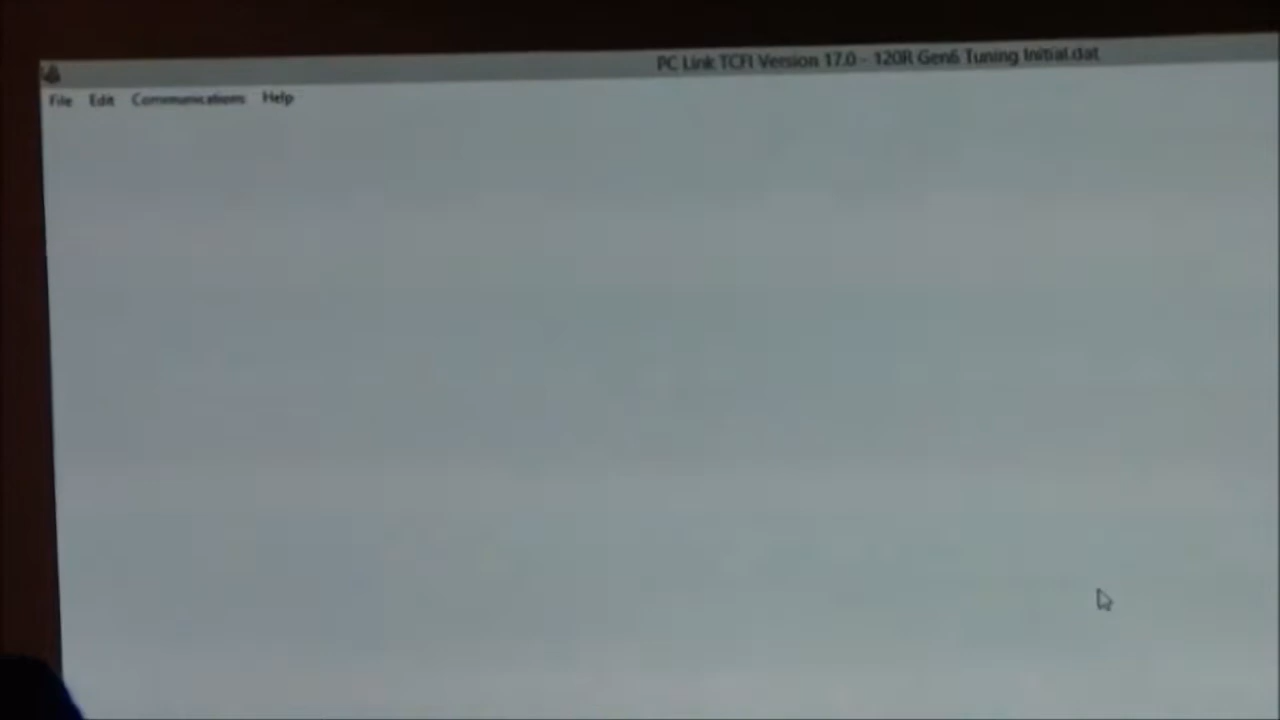 PC Link TCFI Version 17.0 - 120R Gen6 Tuning Initial.dat
File Edit Communications Help